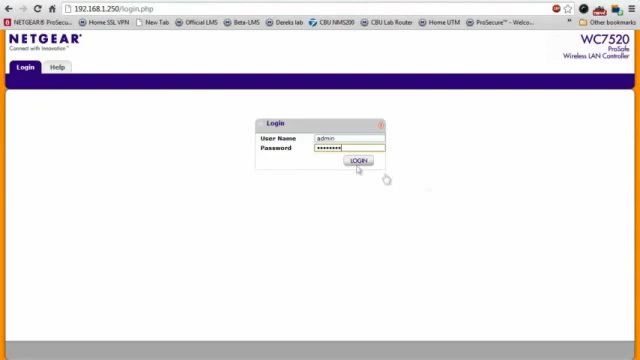 192.168.1.250/login.php
NETGEAR® ProSecu...
Home SSL VPN
New Tab
Official LMS
Beta-LMS
Dereks lab
CBU NMS200
CBU Lab Router
Home UTM
ProSecure™ - Welco...
»
Other bookmarks
NETGEAR®
Connect with Innovation™
WC7520
ProSafe
Wireless LAN Controller
Login
Help
Login
User Name
admin
Password
••••••••
LOGIN